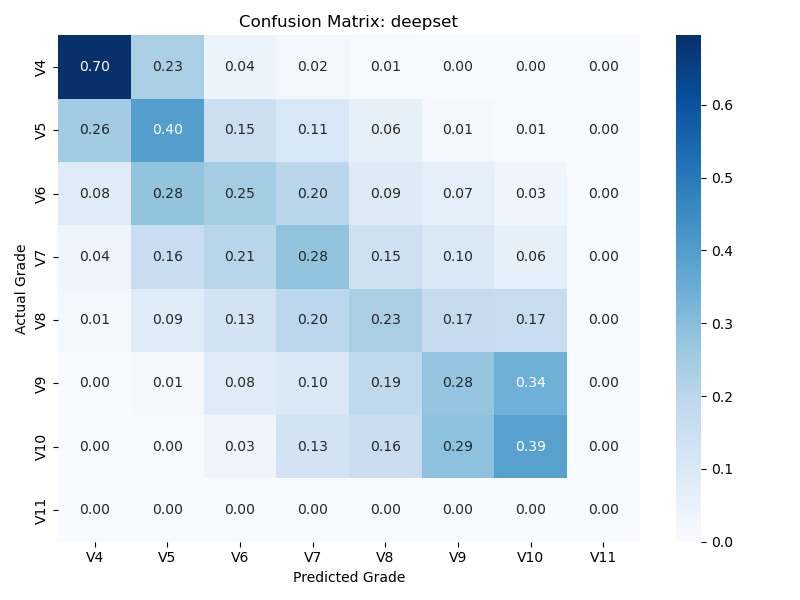 Confusion Matrix: deepset
Actual Grade
V4 0.70 0.23 0.04 0.02 0.01 0.00 0.00 0.00
V5 0.26 0.40 0.15 0.11 0.06 0.01 0.01 0.00
V6 0.08 0.28 0.25 0.20 0.09 0.07 0.03 0.00
V7 0.04 0.16 0.21 0.28 0.15 0.10 0.06 0.00
V8 0.01 0.09 0.13 0.20 0.23 0.17 0.17 0.00
V9 0.00 0.01 0.08 0.10 0.19 0.28 0.34 0.00
V10 0.00 0.00 0.03 0.13 0.16 0.29 0.39 0.00
V11 0.00 0.00 0.00 0.00 0.00 0.00 0.00 0.00
V4 V5 V6 V7 V8 V9 V10 V11
Predicted Grade
0.6
0.5
0.4
0.3
0.2
0.1
0.0